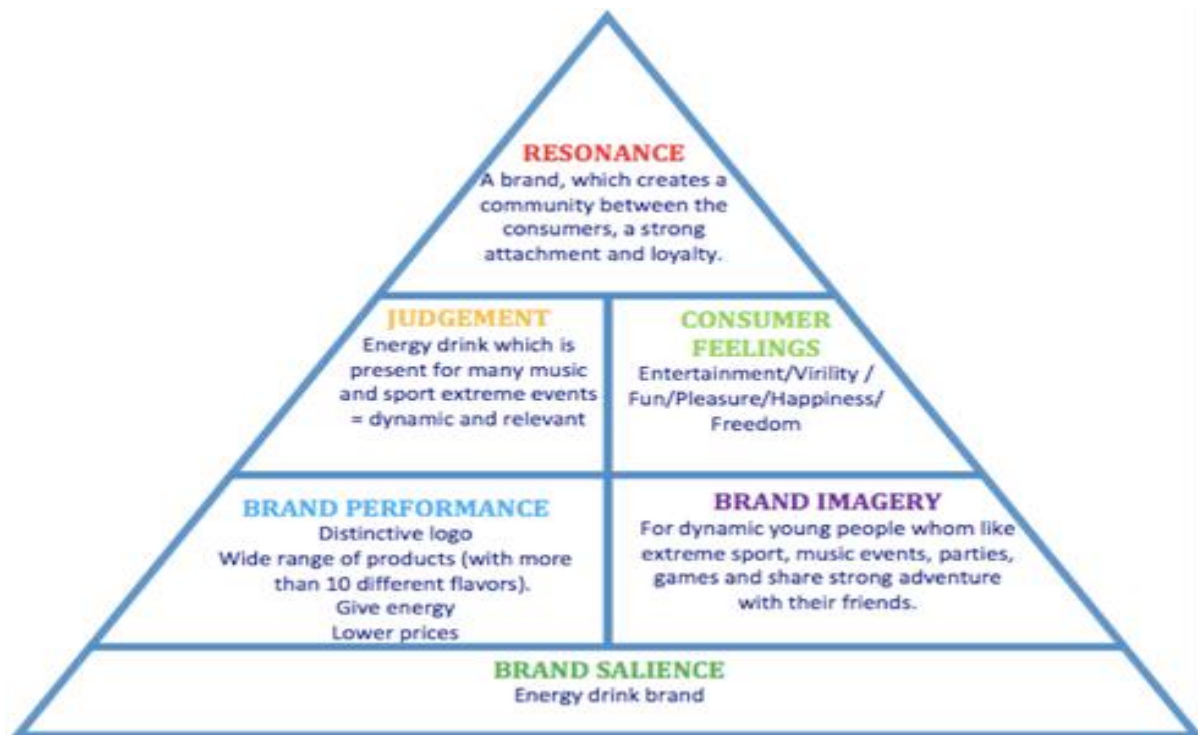 RESONANCE
A brand, which creates a
community between the
consumers, a strong
attachment and loyalty.
JUDGEMENT
Energy drink which is
present for many music
and sport extreme events
= dynamic and relevant
CONSUMER
FEELINGS
Entertainment/Virility /
Fun/Pleasure/Happiness/
Freedom
BRAND PERFORMANCE
Distinctive logo
Wide range of products (with more
than 10 different flavors).
Give energy
Lower prices
BRAND IMAGERY
For dynamic young people whom like
extreme sport, music events, parties,
games and share strong adventure
with their friends.
BRAND SALIENCE
Energy drink brand